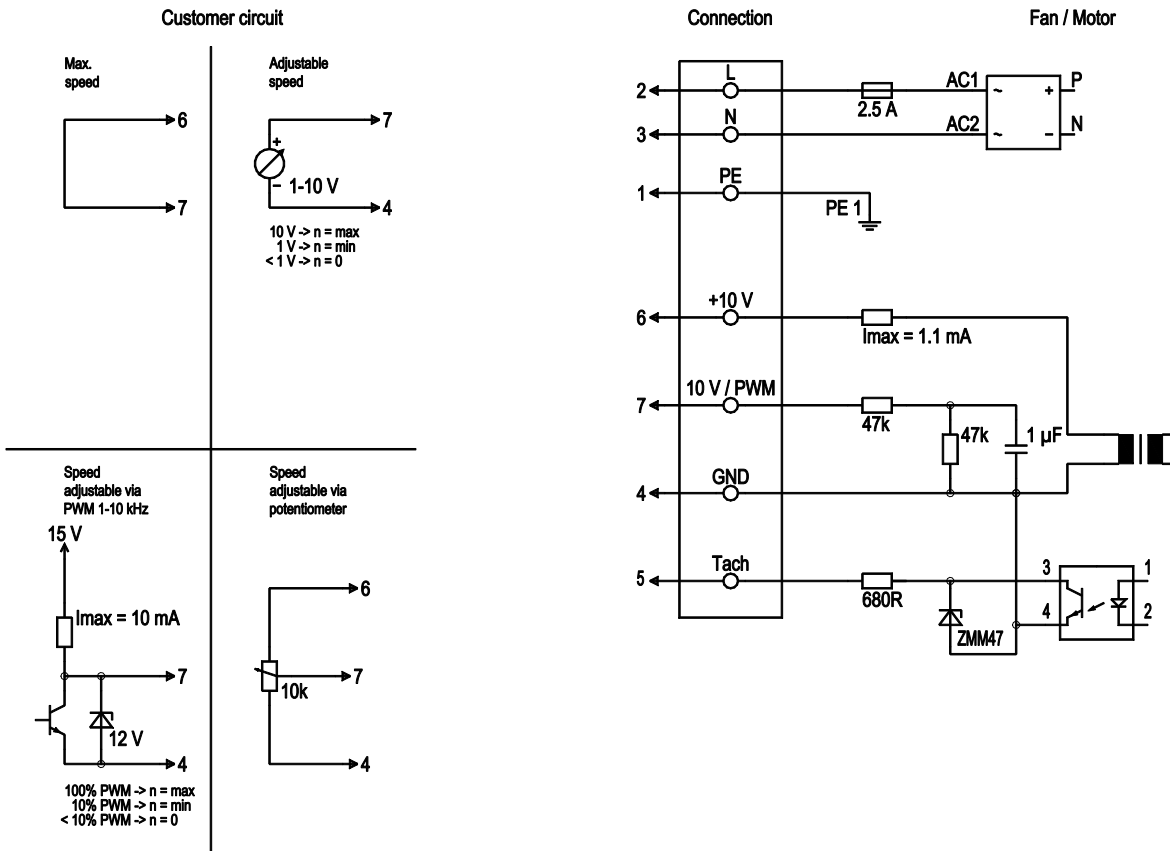 Customer circuit
Connection
Fan / Motor
Max.
speed
6
7
Adjustable
speed
7
+
–
1-10 V
4
10 V -> n = max
1 V -> n = min
< 1 V -> n = 0
Speed
adjustable via
PWM 1-10 kHz
15 V
Imax = 10 mA
7
12 V
4
100% PWM -> n = max
10% PWM -> n = min
< 10% PWM -> n = 0
Speed
adjustable via
potentiometer
6
7
10k
4
2
L
2.5 A
AC1
~
+
P
3
N
AC2
~
–
N
1
PE
PE 1
6
+10 V
Imax = 1.1 mA
7
10 V / PWM
47k
47k
1 µF
4
GND
5
Tach
680R
ZMM47
3
4
1
2